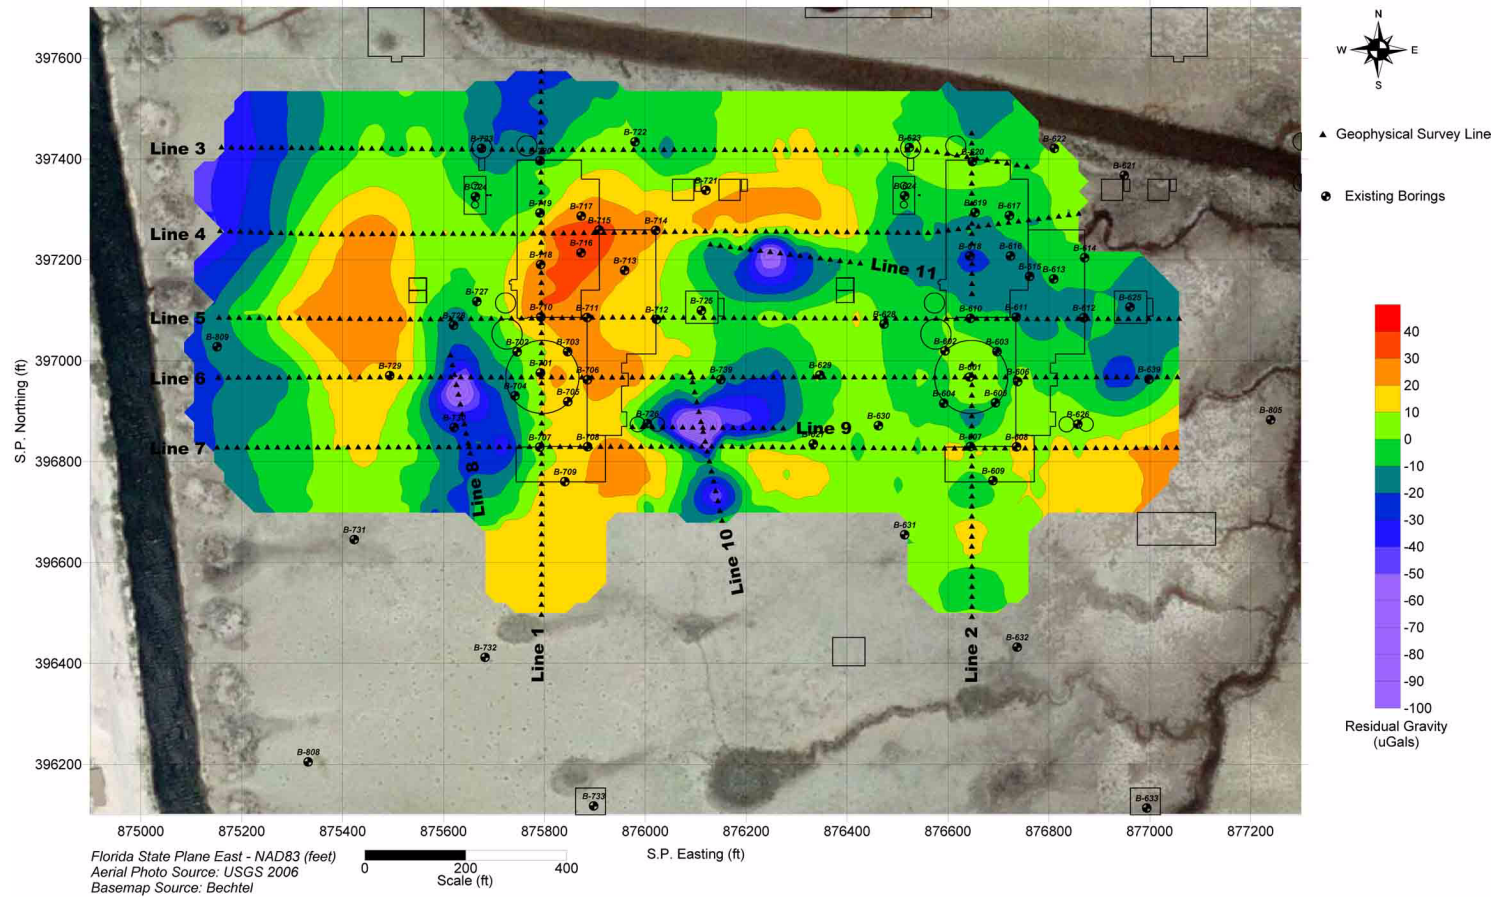 N
W E
S
Geophysical Survey Line
Existing Borings
397600
397400
397200
397000
396800
396600
396400
396200
S.P. Northing (ft)
B-723
B-722
B-623
B-622
Line 3
B-720
B-620
B-621
B-724
B-721
B-624
B-719
B-717
B-619
B-617
B-715
B-714
Line 4
B-716
B-718
B-713
B-618
B-616
B-614
Line 11
B-615
B-613
B-727
B-725
B-625
Line 5
B-728
B-710
B-711
B-712
B-628
B-610
B-611
B-612
B-809
B-702
B-703
B-602
B-603
Line 6
B-729
B-701
B-706
B-739
B-629
B-601
B-606
B-639
B-704
B-705
B-604
B-605
B-805
B-726
Line 9
B-630
B-626
B-627
Line 7
B-707
B-708
B-607
B-608
Line 8
B-709
B-609
B-731
B-631
Line 10
Line 1
Line 2
B-732
B-632
B-808
B-733
B-633
40
30
20
10
0
-10
-20
-30
-40
-50
-60
-70
-80
-90
-100
Residual Gravity
(uGals)
875000 875200 875400 875600 875800 876000 876200 876400 876600 876800 877000 877200
S.P. Easting (ft)
Florida State Plane East - NAD83 (feet)
Aerial Photo Source: USGS 2006
Basemap Source: Bechtel
0 200 400
Scale (ft)